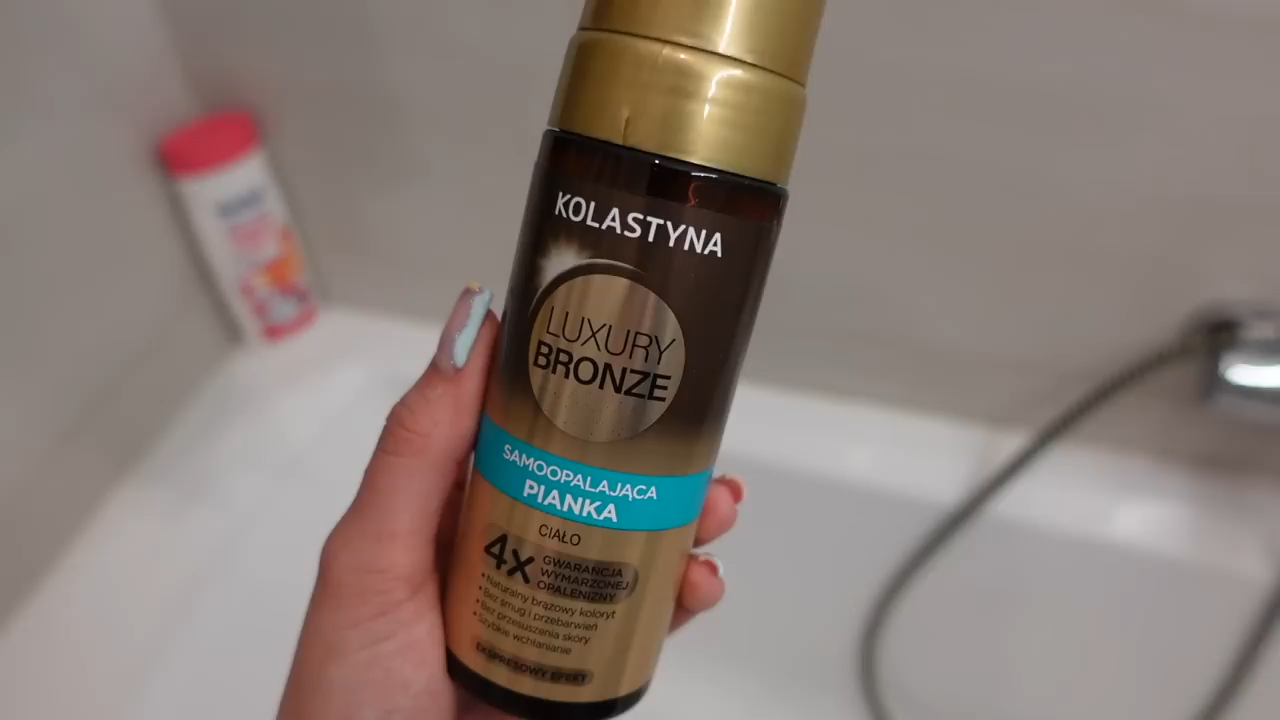 KOLASTYNA
LUXURY
BRONZE
SAMOOPALAJĄCA
PIANKA
CIAŁO
4x GWARANCJA
WYMARZONEJ
OPALENIZNY
• Naturalny brązowy koloryt
• Bez smug i przebarwień
• Bez przesuszenia skóry
• Szybkie wchłanianie
EKSPRESOWY EFEKT